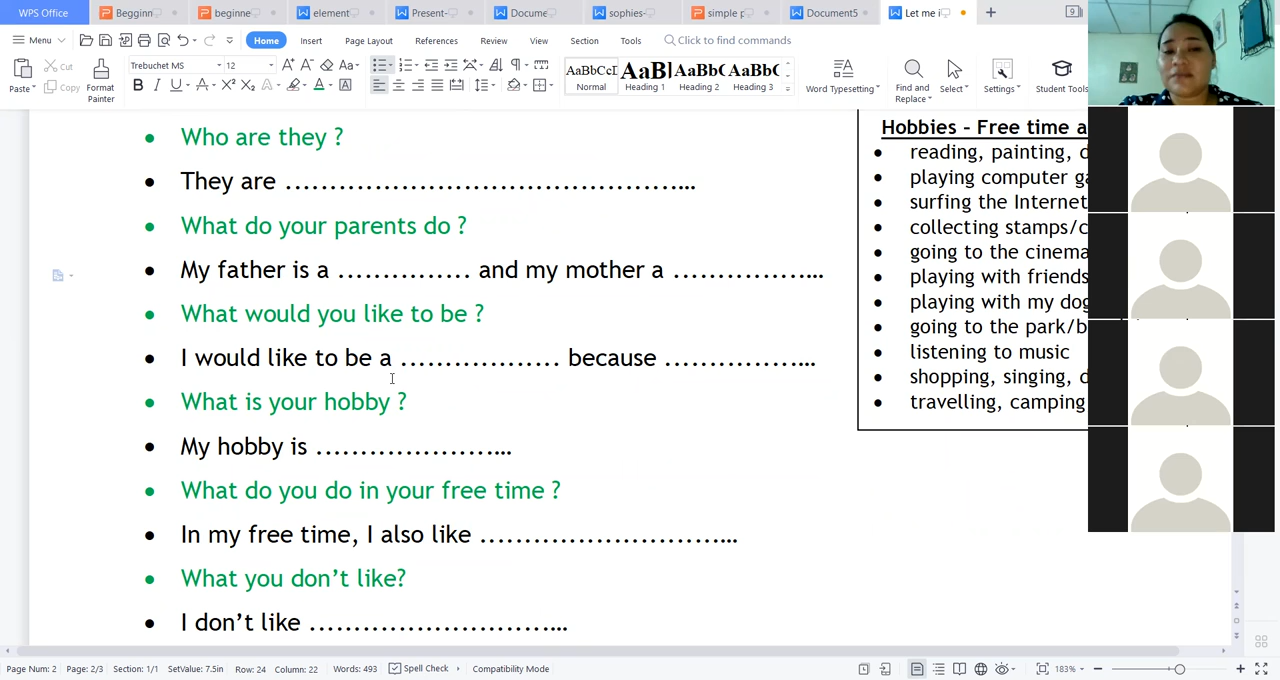 WPS Office
Beggin
beginne
element
Present-
Docume
sophies-
simple p
Document5
Let me i
9
Menu
Home
Insert
Page Layout
References
Review
View
Section
Tools
Click to find commands
Paste
Cut
Copy
Format Painter
Trebuchet MS
12
AaBbCcD
Normal
AaBl
Heading 1
AaBb(
Heading 2
AaBbC
Heading 3
Word Typesetting
Find and Replace
Select
Settings
Student Tools
• Who are they ?
• They are …………………………………………...
• What do your parents do ?
• My father is a …………… and my mother a ……………...
• What would you like to be ?
• I would like to be a ……………… because ……………...
• What is your hobby ?
• My hobby is …………………...
• What do you do in your free time ?
• In my free time, I also like …………………………...
• What you don’t like?
• I don’t like …………………………...
Hobbies - Free time a
• reading, painting, d
• playing computer ga
• surfing the Internet
• collecting stamps/c
• going to the cinema
• playing with friends
• playing with my dog
• going to the park/b
• listening to music
• shopping, singing, d
• travelling, camping
Page Num: 2
Page: 2/3
Section: 1/1
SetValue: 7.5in
Row: 24
Column: 22
Words: 493
Spell Check
Compatibility Mode
183%